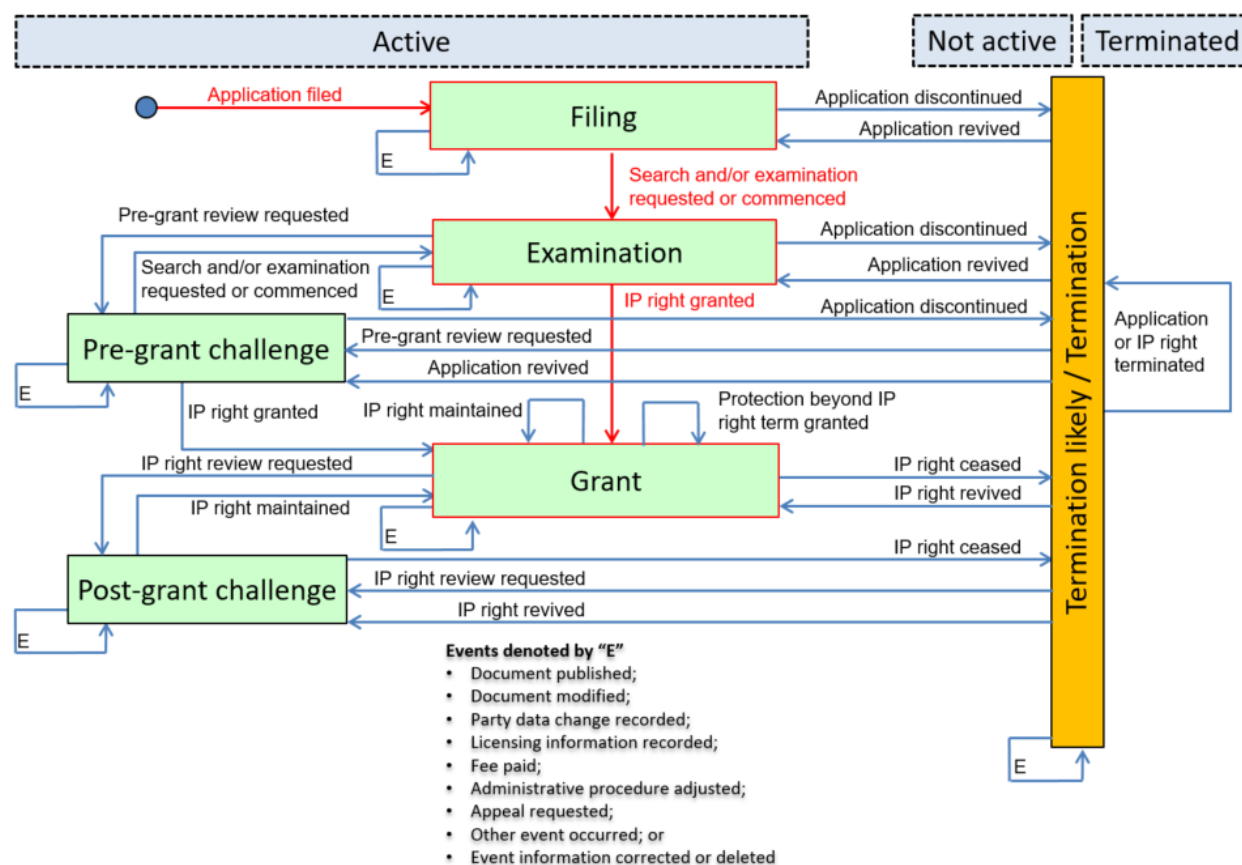 Active
Not active
Terminated
Application filed
Filing
Application discontinued
Application revived
E
Search and/or examination
requested or commenced
Pre-grant review requested
Examination
Application discontinued
Application revived
Search and/or examination
requested or commenced
E
IP right granted
Application discontinued
Pre-grant challenge
Pre-grant review requested
Application revived
E
Application
or IP right
terminated
Termination likely / Termination
IP right granted
IP right maintained
Protection beyond IP
right term granted
IP right review requested
Grant
IP right ceased
IP right revived
IP right maintained
E
IP right ceased
Post-grant challenge
IP right review requested
IP right revived
E
Events denoted by “E”
• Document published;
• Document modified;
• Party data change recorded;
• Licensing information recorded;
• Fee paid;
• Administrative procedure adjusted;
• Appeal requested;
• Other event occurred; or
• Event information corrected or deleted
E